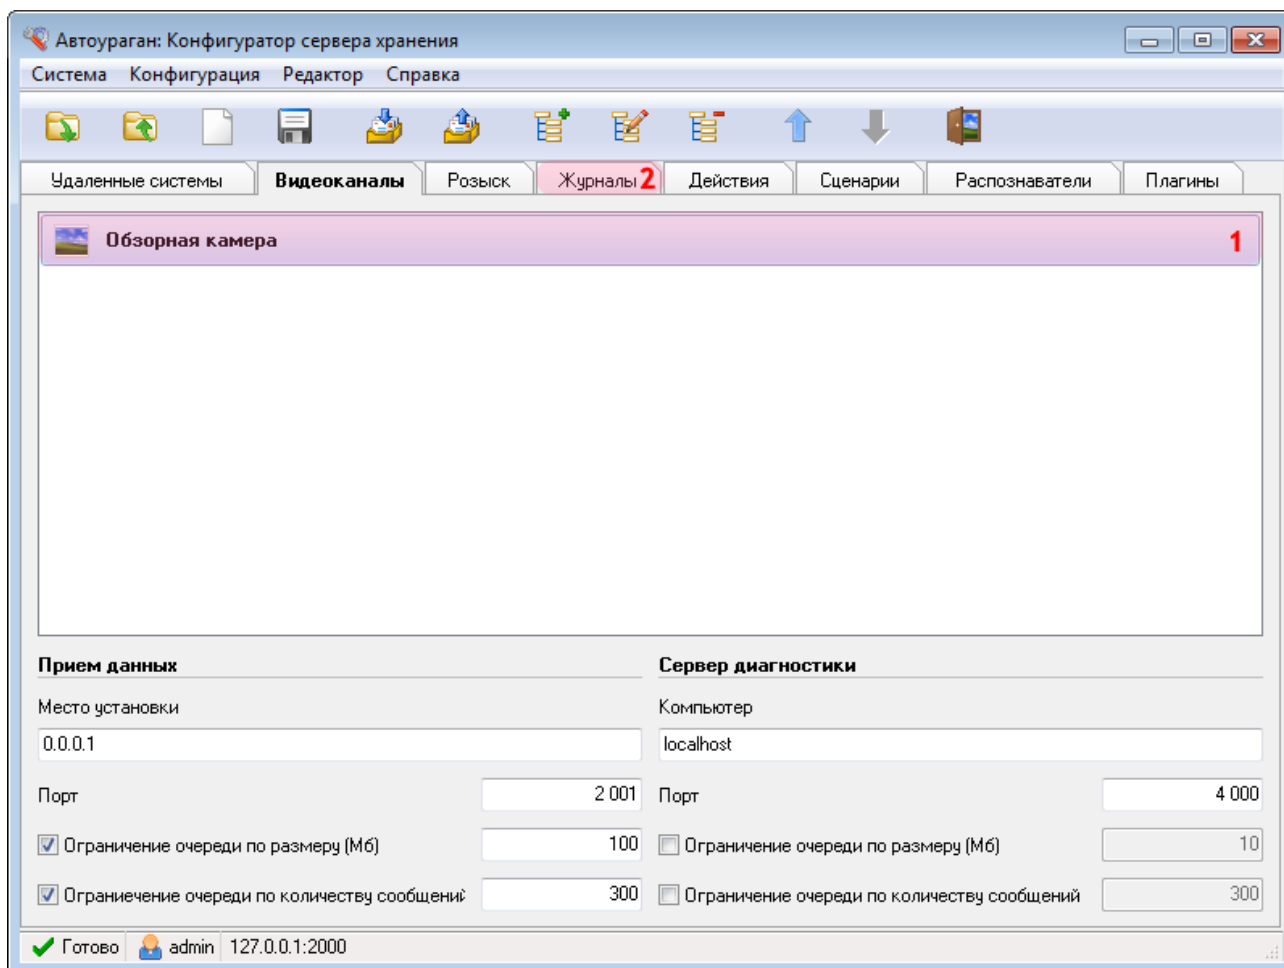 Автоураган: Конфигуратор сервера хранения
Система Конфигурация Редактор Справка
Удаленные системы Видеоканалы Розыск Журналы 2 Действия Сценарии Распознаватели Плагины
Обзорная камера 1
Прием данных Сервер диагностики
Место установки Компьютер
0.0.0.1 localhost
Порт 2 001 Порт 4 000
Ограничение очереди по размеру (Мб) 100 Ограничение очереди по размеру (Мб) 10
Ограниечение очереди по количеству сообщений 300 Ограничение очереди по количеству сообщений 300
Готово admin 127.0.0.1:2000